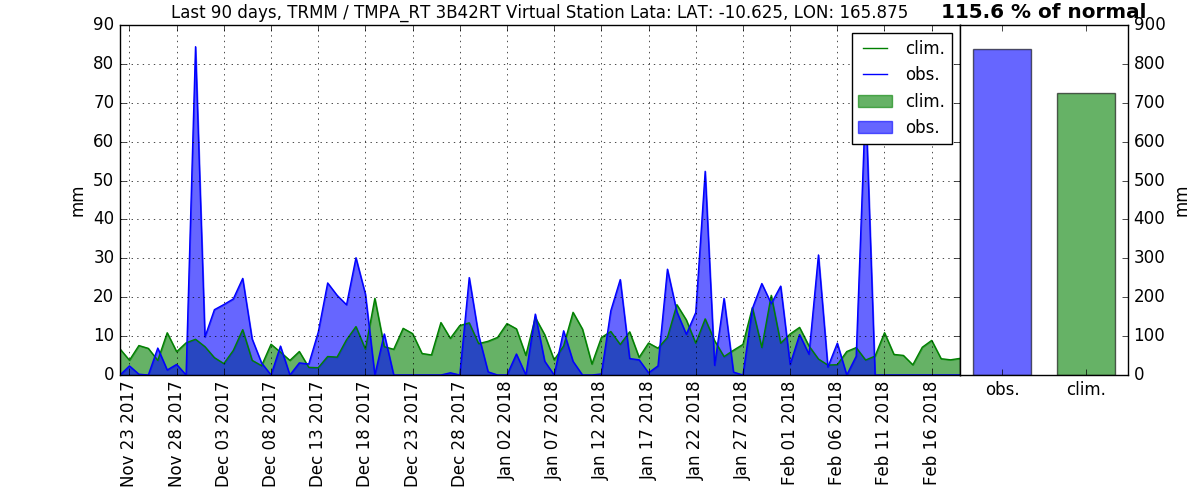 Last 90 days, TRMM / TMPA_RT 3B42RT Virtual Station Lata: LAT: -10.625, LON: 165.875
115.6 % of normal
90
80
70
60
50
40
30
20
10
0
mm
clim.
obs.
clim.
obs.
900
800
700
600
500
400
300
200
100
0
mm
Nov 23 2017
Nov 28 2017
Dec 03 2017
Dec 08 2017
Dec 13 2017
Dec 18 2017
Dec 23 2017
Dec 28 2017
Jan 02 2018
Jan 07 2018
Jan 12 2018
Jan 17 2018
Jan 22 2018
Jan 27 2018
Feb 01 2018
Feb 06 2018
Feb 11 2018
Feb 16 2018
obs.
clim.